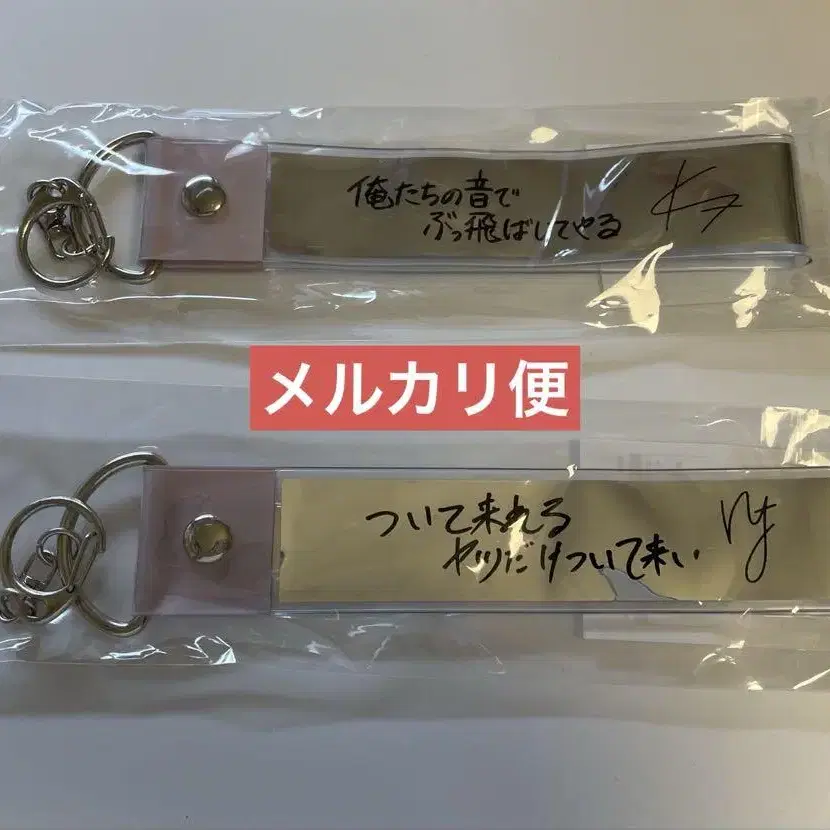 俺たちの音で
ぶっ飛ばしてやる
メルカリ便
ついて来れる
ヤツだけついて来い